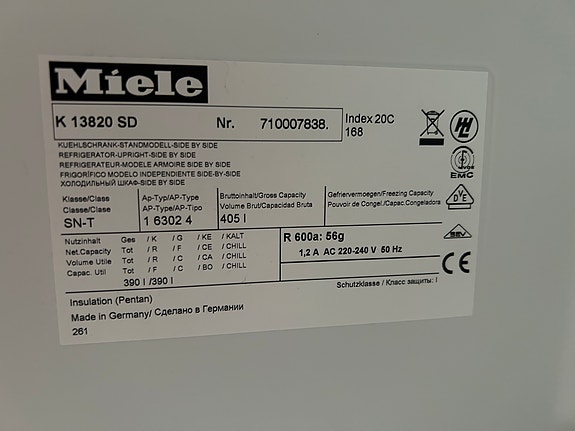 Miele
K 13820 SD Nr. 710007838. Index 20C
168
KUEHLSCHRANK-STANDMODELL-SIDE BY SIDE
REFRIGERATOR-UPRIGHT-SIDE BY SIDE
REFRIGERATEUR-MODELE ARMOIRE SIDE BY SIDE
FRIGORÍFICO MODELO INDEPENDIENTE SIDE-BY-SIDE
ХОЛОДИЛЬНЫЙ ШКАФ-SIDE BY SIDE
EMC
Klasse/Class Ap-Typ/AP-Type Bruttoinhalt/Gross Capacity Gefriervermoegen/Freezing Capacity
Classe/Clase AP-Type/AP-Tipo Volume Brut/Capacidad Bruta Pouvoir de Congel./Capac.Congeladora
SN-T 1 6302 4 405 l
DVE
Nutzinhalt Ges / K / G / KE / KALT
Net.Capacity Tot / R / F / CE / CHILL
Volume Utile Tot / R / C / CA / CHILL
Capac. Util Tot / F / C / BO / CHILL
390 l /390 l
R 600a: 56g
1,2 A AC 220-240 V 50 Hz
SEV
CE
Schutzklasse / Класс защиты: I
Insulation (Pentan)
Made in Germany/ Сделано в Германии
261